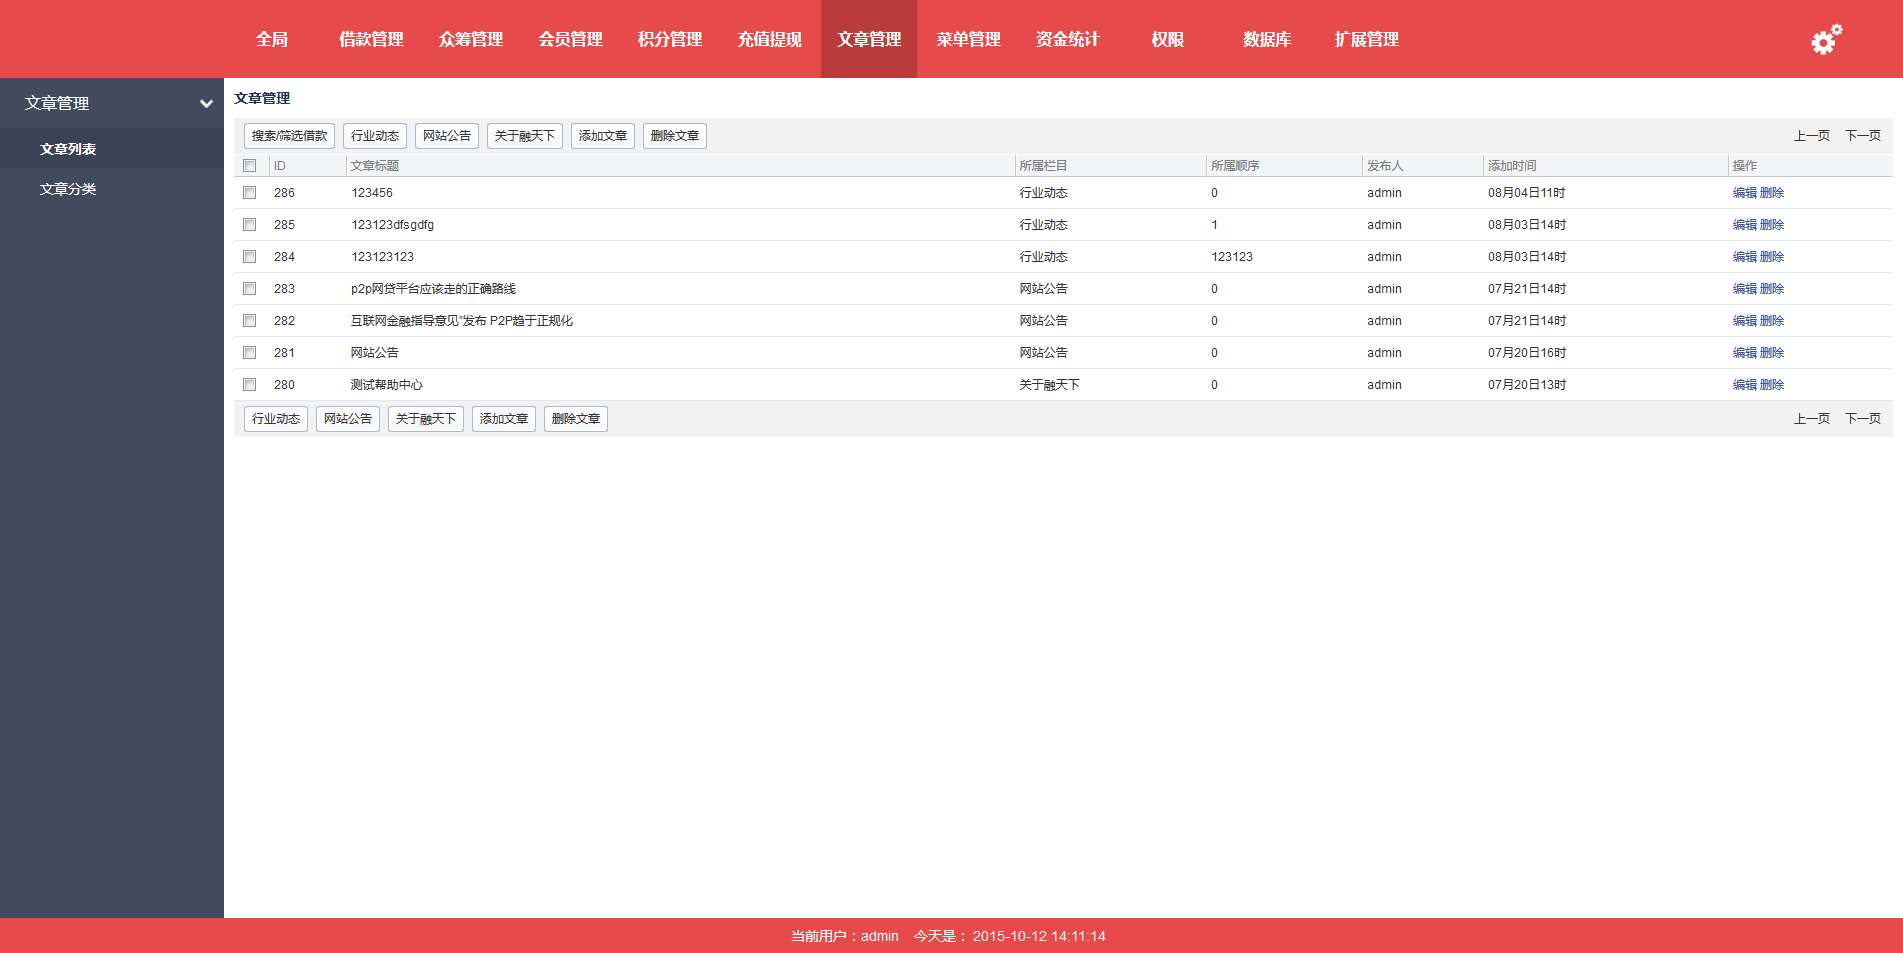 全局 借款管理 众筹管理 会员管理 积分管理 充值提现 文章管理 菜单管理 资金统计 权限 数据库 扩展管理
文章管理
文章列表
文章分类
文章管理
搜索/筛选借款 行业动态 网站公告 关于融天下 添加文章 删除文章 上一页 下一页
ID 文章标题 所属栏目 所属顺序 发布人 添加时间 操作
286 123456 行业动态 0 admin 08月04日11时 编辑 删除
285 123123dfsgdfg 行业动态 1 admin 08月03日14时 编辑 删除
284 123123123 行业动态 123123 admin 08月03日14时 编辑 删除
283 p2p网贷平台应该走的正确路线 网站公告 0 admin 07月21日14时 编辑 删除
282 互联网金融指导意见"发布 P2P趋于正规化 网站公告 0 admin 07月21日14时 编辑 删除
281 网站公告 网站公告 0 admin 07月20日16时 编辑 删除
280 测试帮助中心 关于融天下 0 admin 07月20日13时 编辑 删除
行业动态 网站公告 关于融天下 添加文章 删除文章 上一页 下一页
当前用户：admin 今天是： 2015-10-12 14:11:14